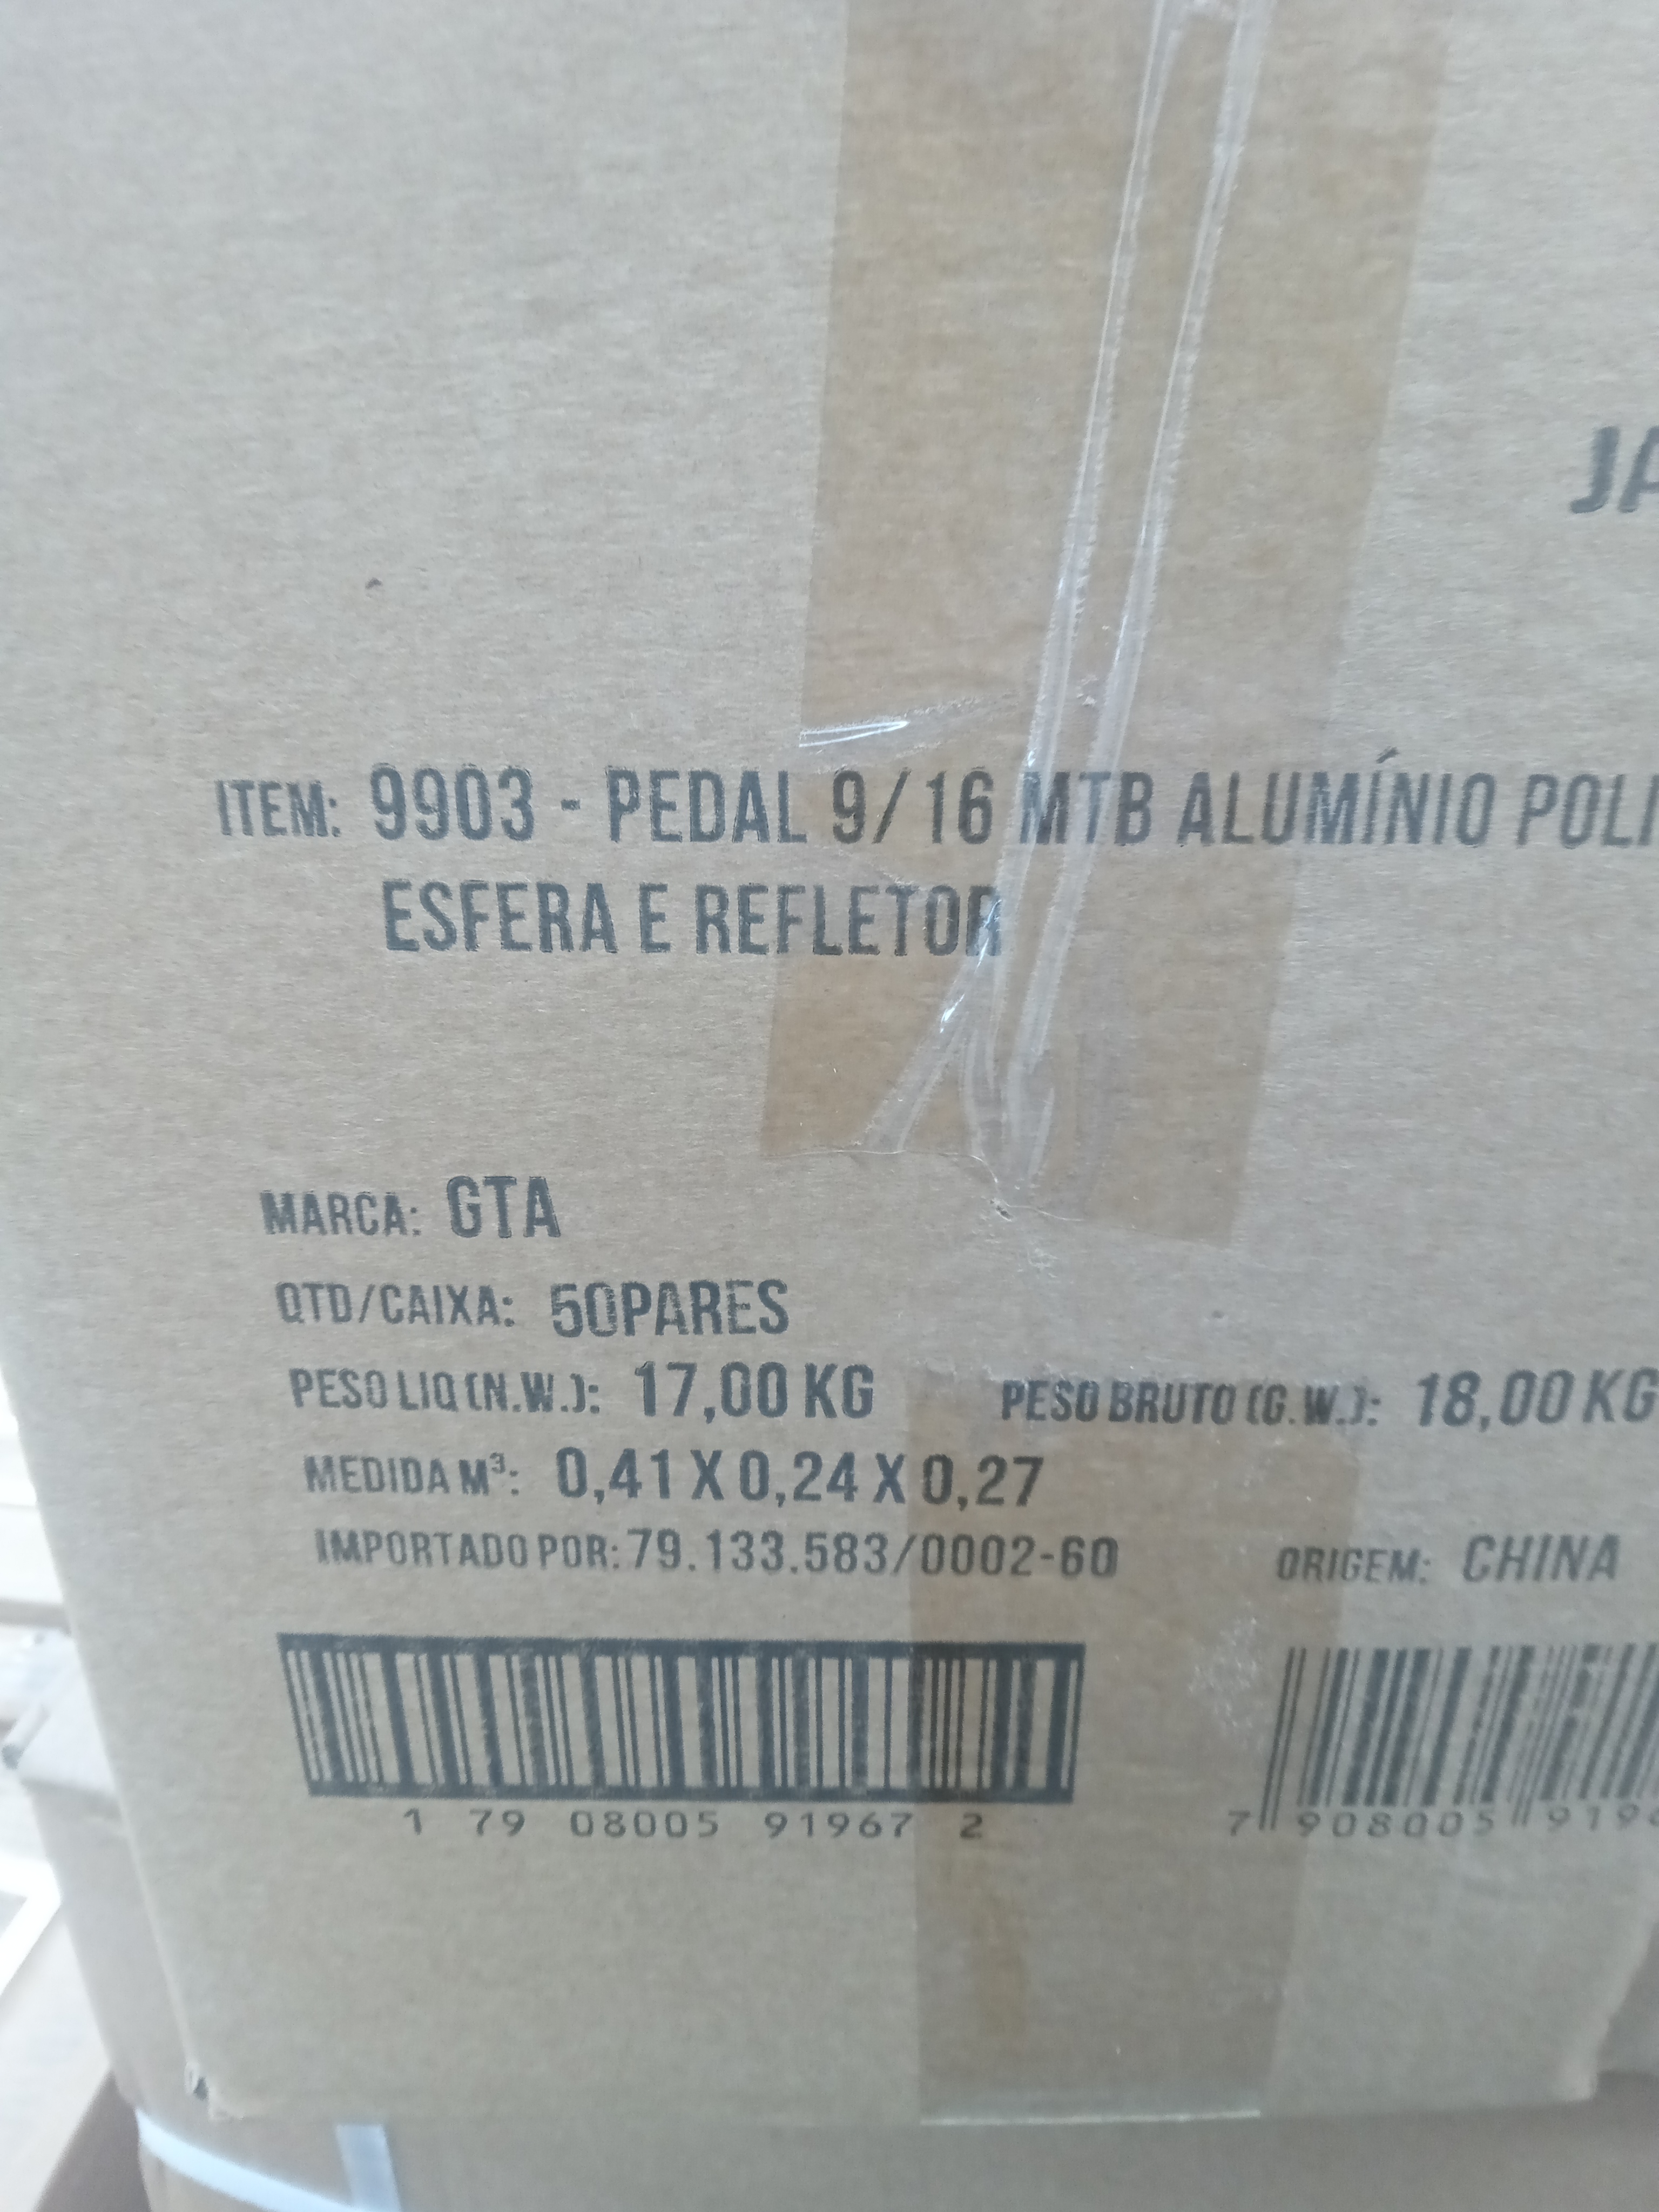 JA
ITEM: 9903 - PEDAL 9/16 MTB ALUMÍNIO POLI
ESFERA E REFLETOR
MARCA: GTA
QTD/CAIXA: 50PARES
PESO LIQ (N.W.): 17,00 KG PESO BRUTO (G.W.): 18,00 KG
MEDIDA M³: 0,41 X 0,24 X 0,27
IMPORTADO POR: 79.133.583/0002-60 ORIGEM: CHINA
1 79 08005 91967 2 7 908005 919